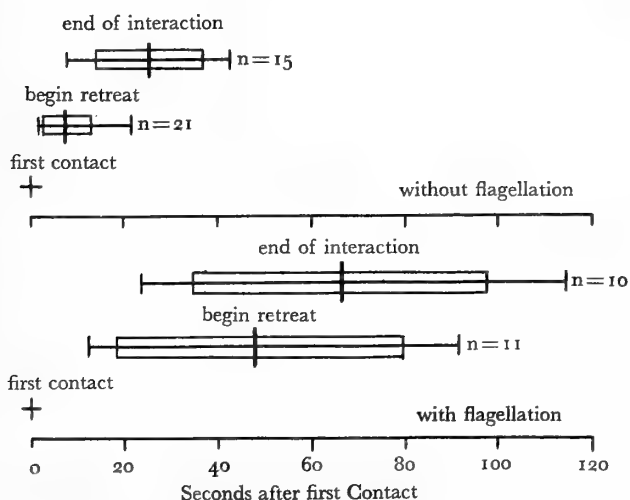 end of interaction
n=15
begin retreat
n=21
first contact
without flagellation
end of interaction
n=10
begin retreat
n=11
first contact
with flagellation
0 20 40 60 80 100 120
Seconds after first Contact